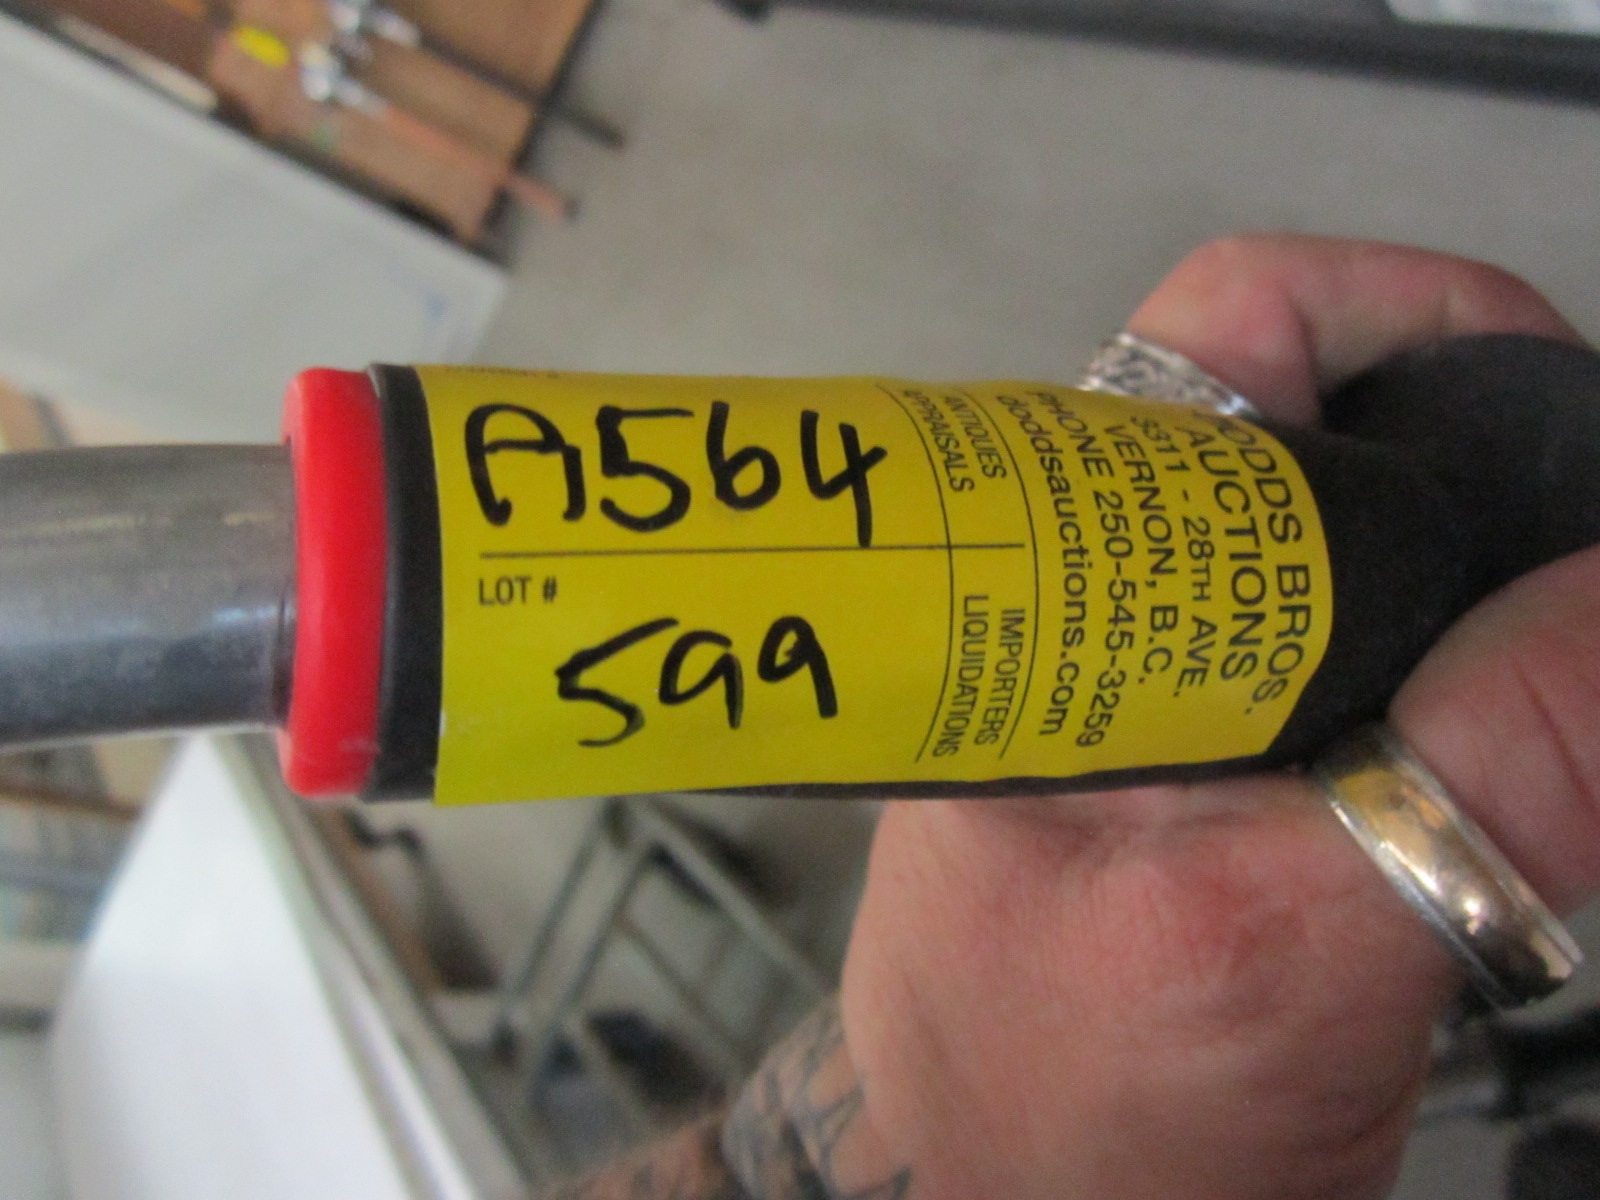 DODDS BROS.
AUCTIONS
3311 - 28TH AVE.
VERNON, B.C.
PHONE 250-545-3259
doddsauctions.com
ANTIQUES IMPORTERS
APPRAISALS LIQUIDATIONS
A564
LOT #
599